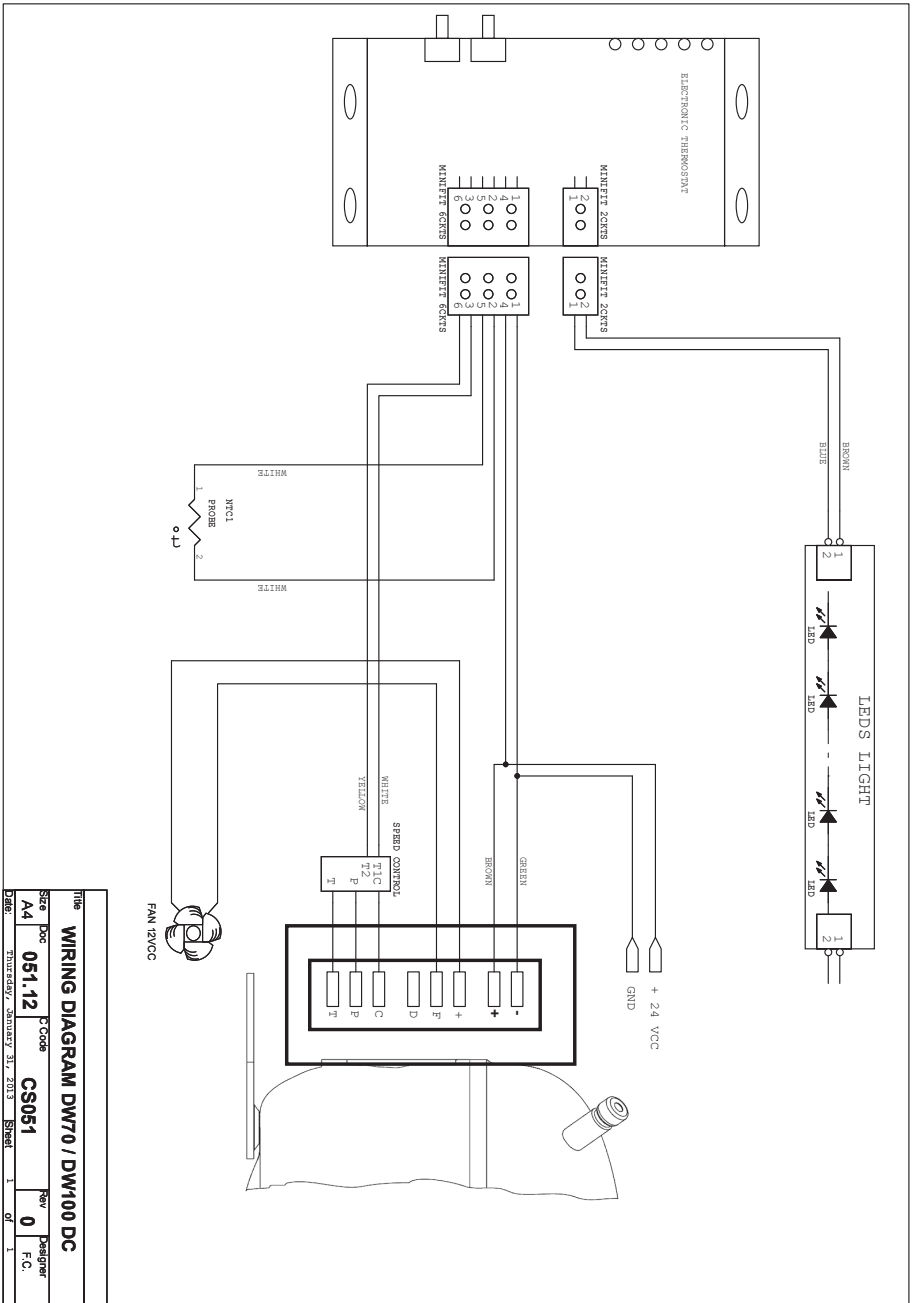 ELECTRONIC THERMOSTAT
MINIFIT 6CKTS
1
4
2
5
3
6
MINIFIT 2CKTS
2
1
MINIFIT 6CKTS
1
4
2
5
3
6
MINIFIT 2CKTS
2
1
BROWN
BLUE
1
2
LED
LED
-
LED
LED
LEDS LIGHT
1
2
WHITE
1
NTC1
PROBE
t°
2
WHITE
WHITE
YELLOW
SPEED CONTROL
T1C
T2
P
T
GREEN
BROWN
+ 24 VCC
GND
-
+
+
F
D
C
P
T
FAN 12VCC
Title
WIRING DIAGRAM DW70 / DW100 DC
Size
A4
Doc
051.12
C Code
CS051
Rev
0
Designer
F.C.
Date:
Thursday, January 31, 2013
Sheet
1
of
1